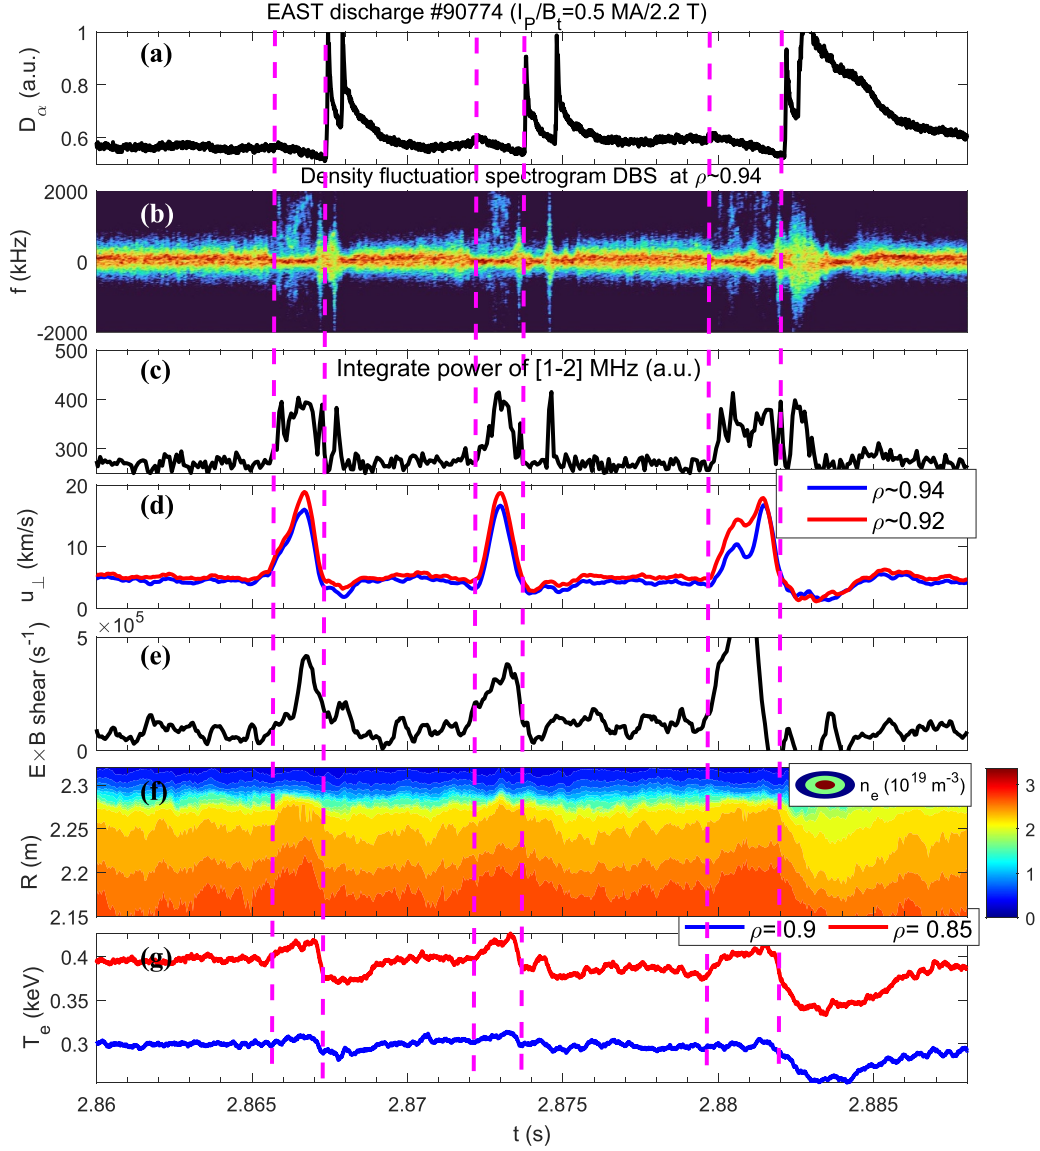 EAST discharge #90774 (I_P/B_t=0.5 MA/2.2 T)
(a)
D_α (a.u.)
1
0.8
0.6
Density fluctuation spectrogram DBS at ρ~0.94
(b)
f (kHz)
2000
0
-2000
(c)
Integrate power of [1-2] MHz (a.u.)
500
400
300
(d)
u_⊥ (km/s)
20
10
0
ρ~0.94
ρ~0.92
×10^5
(e)
E×B shear (s^-1)
5
0
(f)
R (m)
2.3
2.25
2.2
2.15
n_e (10^19 m^-3)
3
2
1
0
(g)
T_e (keV)
0.4
0.35
0.3
ρ= 0.9
ρ= 0.85
2.86
2.865
2.87
2.875
2.88
2.885
t (s)